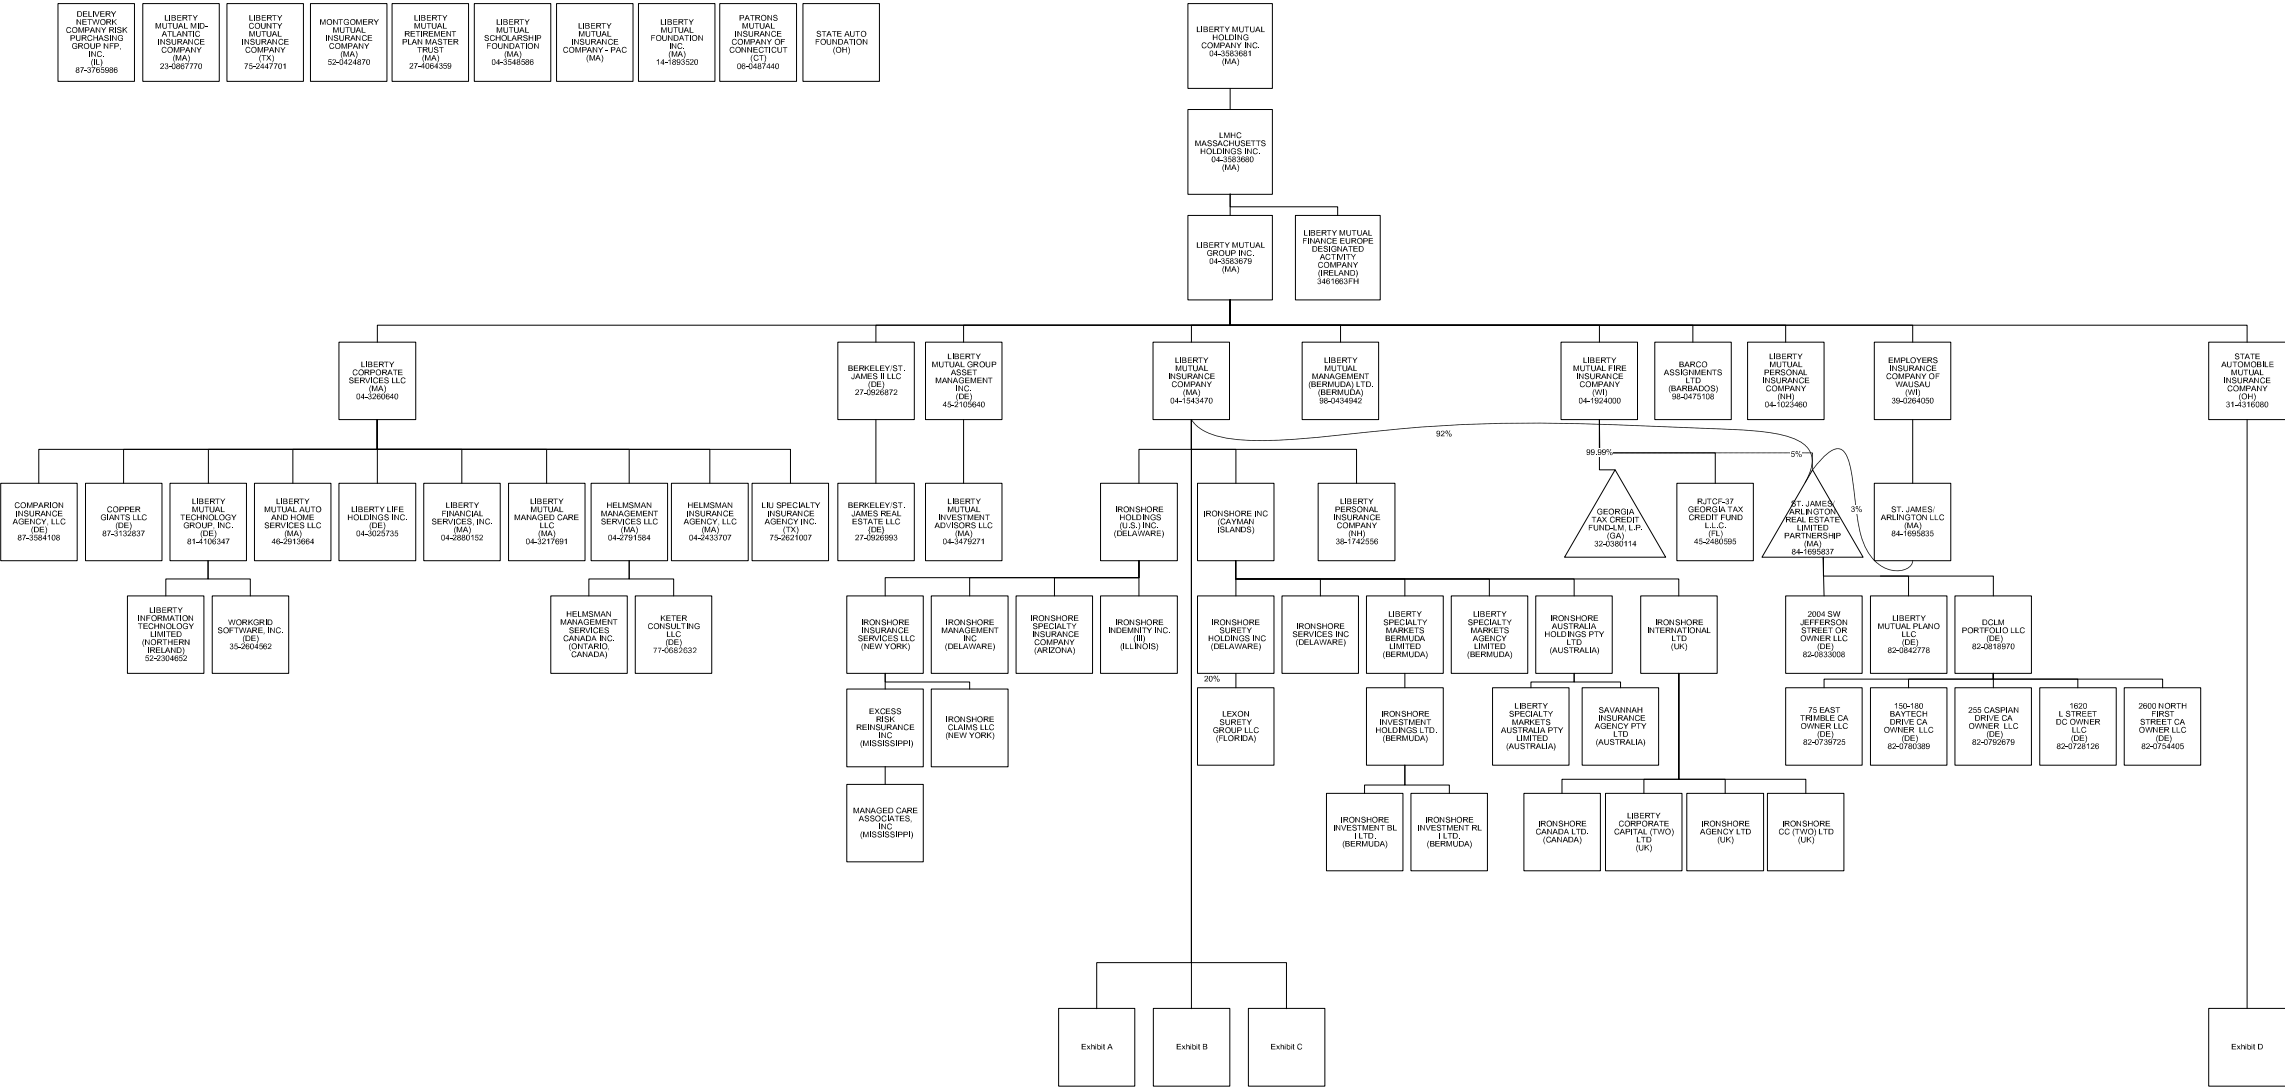 DELIVERY
NETWORK
COMPANY RISK
PURCHASING
GROUP NFP,
INC.
(IL)
87-3765986
LIBERTY
MUTUAL MID-
ATLANTIC
INSURANCE
COMPANY
(MA)
23-0867770
LIBERTY
COUNTY
MUTUAL
INSURANCE
COMPANY
(TX)
75-2447701
MONTGOMERY
MUTUAL
INSURANCE
COMPANY
(MA)
52-0424870
LIBERTY
MUTUAL
RETIREMENT
PLAN MASTER
TRUST
(MA)
27-4064359
LIBERTY
MUTUAL
SCHOLARSHIP
FOUNDATION
(MA)
04-3548586
LIBERTY
MUTUAL
INSURANCE
COMPANY - PAC
(MA)
LIBERTY
MUTUAL
FOUNDATION
INC.
(MA)
14-1893520
PATRONS
MUTUAL
INSURANCE
COMPANY OF
CONNECTICUT
(CT)
06-0487440
STATE AUTO
FOUNDATION
(OH)
LIBERTY MUTUAL
HOLDING
COMPANY INC.
04-3583681
(MA)
LMHC
MASSACHUSETTS
HOLDINGS INC.
04-3583680
(MA)
LIBERTY MUTUAL
GROUP INC.
04-3583679
(MA)
LIBERTY MUTUAL
FINANCE EUROPE
DESIGNATED
ACTIVITY
COMPANY
(IRELAND)
3461663FH
LIBERTY
CORPORATE
SERVICES LLC
(MA)
04-3260640
BERKELEY/ST.
JAMES II LLC
(DE)
27-0926872
LIBERTY
MUTUAL GROUP
ASSET
MANAGEMENT
INC.
(DE)
45-2105640
LIBERTY
MUTUAL
INSURANCE
COMPANY
(MA)
04-1543470
LIBERTY
MUTUAL
MANAGEMENT
(BERMUDA) LTD.
(BERMUDA)
98-0434942
LIBERTY
MUTUAL FIRE
INSURANCE
COMPANY
(WI)
04-1924000
BARCO
ASSIGNMENTS
LTD
(BARBADOS)
98-0475108
LIBERTY
MUTUAL
PERSONAL
INSURANCE
COMPANY
(NH)
04-1023460
EMPLOYERS
INSURANCE
COMPANY OF
WAUSAU
(WI)
39-0264050
STATE
AUTOMOBILE
MUTUAL
INSURANCE
COMPANY
(OH)
31-4316080
92%
99.99%
5%
3%
COMPARION
INSURANCE
AGENCY, LLC
(DE)
87-3584108
COPPER
GIANTS LLC
(DE)
87-3132837
LIBERTY
MUTUAL
TECHNOLOGY
GROUP, INC.
(DE)
81-4106347
LIBERTY
MUTUAL AUTO
AND HOME
SERVICES LLC
(MA)
46-2913664
LIBERTY LIFE
HOLDINGS INC.
(DE)
04-3025735
LIBERTY
FINANCIAL
SERVICES, INC.
(MA)
04-2880152
LIBERTY
MUTUAL
MANAGED CARE
LLC
(MA)
04-3217691
HELMSMAN
MANAGEMENT
SERVICES LLC
(MA)
04-2791584
HELMSMAN
INSURANCE
AGENCY, LLC
(MA)
04-2433707
LIU SPECIALTY
INSURANCE
AGENCY INC.
(TX)
75-2621007
BERKELEY/ST.
JAMES REAL
ESTATE LLC
(DE)
27-0926993
LIBERTY
MUTUAL
INVESTMENT
ADVISORS LLC
(MA)
04-3479271
IRONSHORE
HOLDINGS
(U.S.) INC.
(DELAWARE)
IRONSHORE INC
(CAYMAN
ISLANDS)
LIBERTY
PERSONAL
INSURANCE
COMPANY
(NH)
38-1742556
GEORGIA
TAX CREDIT
FUND-LM, L.P.
(GA)
32-0380114
RJTCF-37
GEORGIA TAX
CREDIT FUND
L.L.C.
(FL)
45-2480595
ST. JAMES/
ARLINGTON
REAL ESTATE
LIMITED
PARTNERSHIP
(MA)
84-1695837
ST. JAMES/
ARLINGTON LLC
(MA)
84-1695835
LIBERTY
INFORMATION
TECHNOLOGY
LIMITED
(NORTHERN
IRELAND)
52-2304652
WORKGRID
SOFTWARE, INC.
(DE)
35-2604562
HELMSMAN
MANAGEMENT
SERVICES
CANADA INC.
(ONTARIO,
CANADA)
KETER
CONSULTING
LLC
(DE)
77-0682632
IRONSHORE
INSURANCE
SERVICES LLC
(NEW YORK)
IRONSHORE
MANAGEMENT
INC
(DELAWARE)
IRONSHORE
SPECIALTY
INSURANCE
COMPANY
(ARIZONA)
IRONSHORE
INDEMNITY INC.
(III)
(ILLINOIS)
IRONSHORE
SURETY
HOLDINGS INC
(DELAWARE)
IRONSHORE
SERVICES INC
(DELAWARE)
LIBERTY
SPECIALTY
MARKETS
BERMUDA
LIMITED
(BERMUDA)
LIBERTY
SPECIALTY
MARKETS
AGENCY
LIMITED
(BERMUDA)
IRONSHORE
AUSTRALIA
HOLDINGS PTY
LTD
(AUSTRALIA)
IRONSHORE
INTERNATIONAL
LTD
(UK)
2004 SW
JEFFERSON
STREET OR
OWNER LLC
(DE)
82-0833008
LIBERTY
MUTUAL PLANO
LLC
(DE)
82-0842778
DCLM
PORTFOLIO LLC
(DE)
82-0818970
20%
EXCESS
RISK
REINSURANCE
INC
(MISSISSIPPI)
IRONSHORE
CLAIMS LLC
(NEW YORK)
LEXON
SURETY
GROUP LLC
(FLORIDA)
IRONSHORE
INVESTMENT
HOLDINGS LTD.
(BERMUDA)
LIBERTY
SPECIALTY
MARKETS
AUSTRALIA PTY
LIMITED
(AUSTRALIA)
SAVANNAH
INSURANCE
AGENCY PTY
LTD
(AUSTRALIA)
75 EAST
TRIMBLE CA
OWNER LLC
(DE)
82-0739725
150-180
BAYTECH
DRIVE CA
OWNER LLC
(DE)
82-0780389
255 CASPIAN
DRIVE CA
OWNER LLC
(DE)
82-0792679
1620
L STREET
DC OWNER
LLC
(DE)
82-0728126
2600 NORTH
FIRST
STREET CA
OWNER LLC
(DE)
82-0754405
MANAGED CARE
ASSOCIATES,
INC
(MISSISSIPPI)
IRONSHORE
INVESTMENT BL
I LTD.
(BERMUDA)
IRONSHORE
INVESTMENT RL
I LTD.
(BERMUDA)
IRONSHORE
CANADA LTD.
(CANADA)
LIBERTY
CORPORATE
CAPITAL (TWO)
LTD
(UK)
IRONSHORE
AGENCY LTD
(UK)
IRONSHORE
CC (TWO) LTD
(UK)
Exhibit A
Exhibit B
Exhibit C
Exhibit D